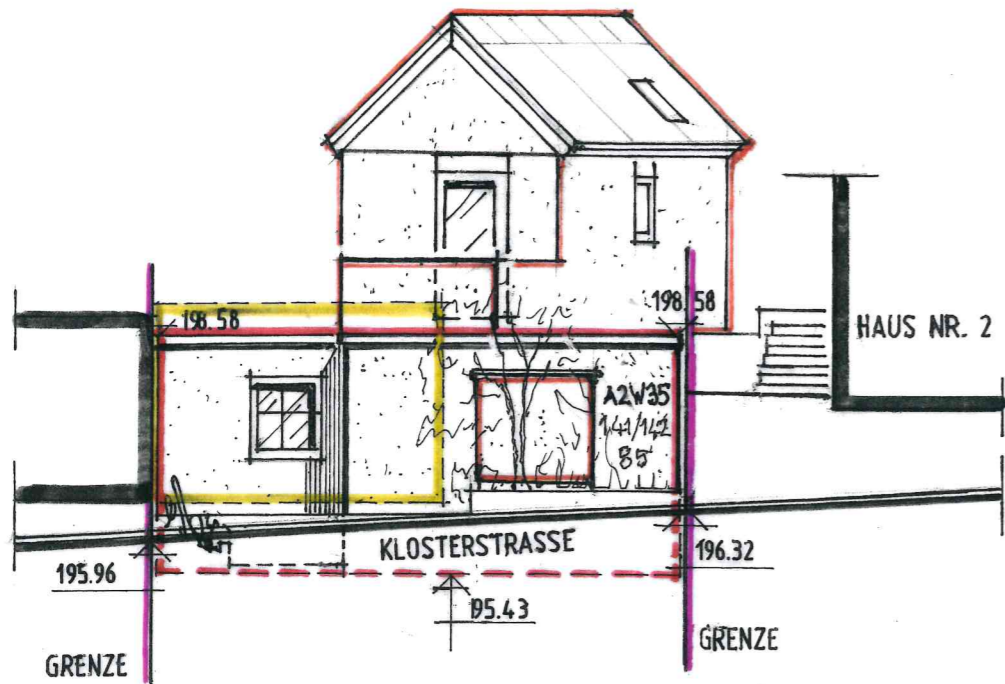 198.58
198.58
HAUS NR. 2
A2W35
141/142
85
KLOSTERSTRASSE
195.96
196.32
195.43
GRENZE
GRENZE